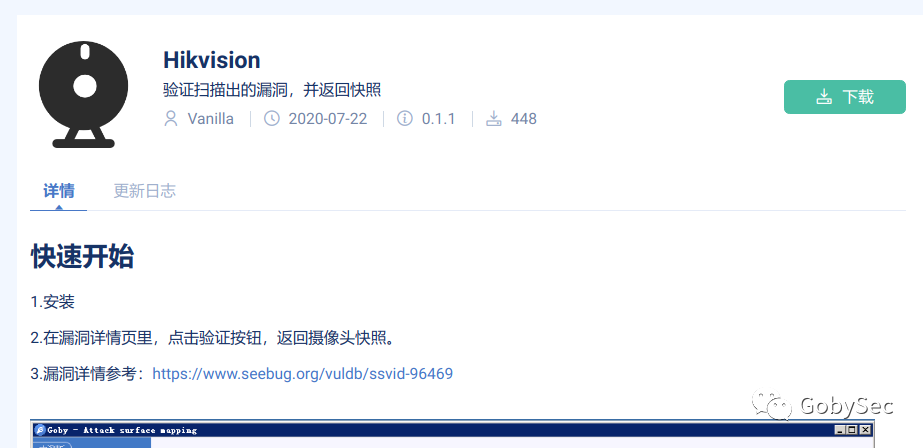 Hikvision
验证扫描出的漏洞，并返回快照
Vanilla 2020-07-22 0.1.1 448
下载
详情 更新日志
快速开始
1.安装
2.在漏洞详情页里，点击验证按钮，返回摄像头快照。
3.漏洞详情参考：https://www.seebug.org/vuldb/ssvid-96469
GobySec
Goby - Attack surface mapping